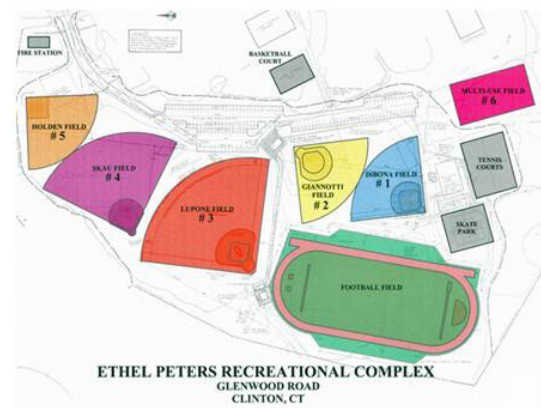 FIRE STATION
BASKETBALL
COURT
MULTI-USE FIELD
# 6
HOLDEN FIELD
# 5
SKAU FIELD
# 4
LUPONE FIELD
# 3
GIANNOTTI
FIELD
# 2
DIBONA FIELD
# 1
TENNIS
COURTS
SKATE
PARK
FOOTBALL FIELD
ETHEL PETERS RECREATIONAL COMPLEX
GLENWOOD ROAD
CLINTON, CT